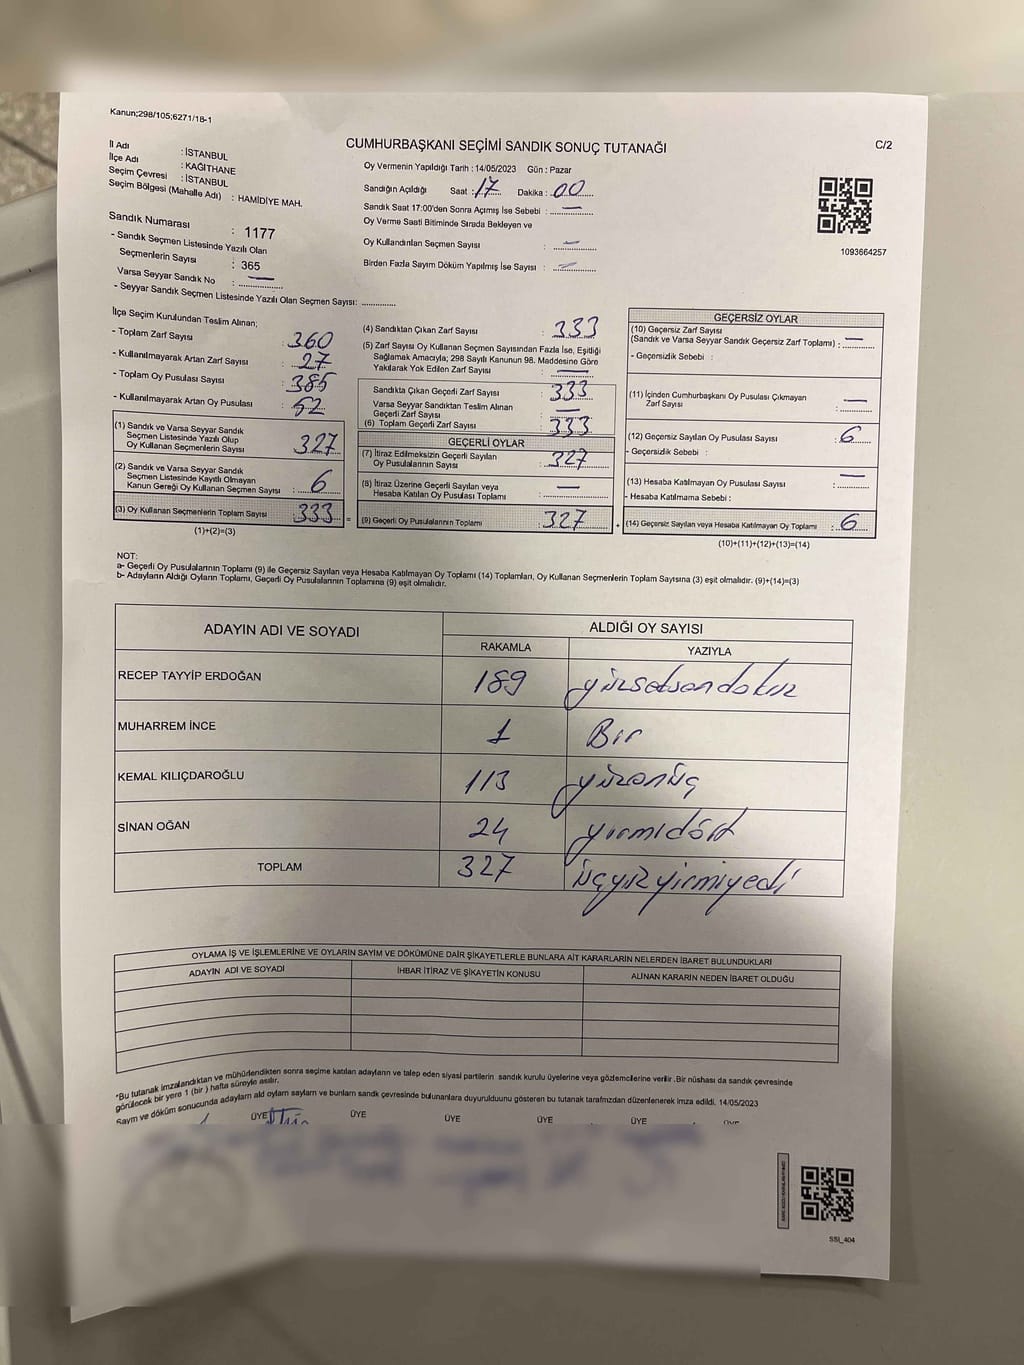 Kanun;298/105;6271/18-1
C/2
CUMHURBAŞKANI SEÇİMİ SANDIK SONUÇ TUTANAĞI
İl Adı : İSTANBUL
İlçe Adı : KAĞITHANE
Seçim Çevresi : İSTANBUL
Seçim Bölgesi (Mahalle Adı) : HAMİDİYE MAH.
Oy Vermenin Yapıldığı Tarih : 14/05/2023 Gün : Pazar
Sandığın Açıldığı Saat : 17 Dakika : 00
Sandık Saat 17:00'den Sonra Açmış İse Sebebi : —
Oy Verme Saati Bitiminde Sırada Bekleyen ve
Oy Kullandırılan Seçmen Sayısı : —
Birden Fazla Sayım Döküm Yapılmış İse Sayısı : —
1093664257
Sandık Numarası : 1177
- Sandık Seçmen Listesinde Yazılı Olan
Seçmenlerin Sayısı : 365
Varsa Seyyar Sandık No : —
- Seyyar Sandık Seçmen Listesinde Yazılı Olan Seçmen Sayısı: ............
İlçe Seçim Kurulundan Teslim Alınan;
- Toplam Zarf Sayısı : 360
- Kullanılmayarak Artan Zarf Sayısı : 27
- Toplam Oy Pusulası Sayısı : 385
- Kullanılmayarak Artan Oy Pusulası : 52
(1) Sandık ve Varsa Seyyar Sandık
Seçmen Listesinde Yazılı Olup
Oy Kullanan Seçmenlerin Sayısı : 327
(2) Sandık ve Varsa Seyyar Sandık
Seçmen Listesinde Kayıtlı Olmayan
Kanun Gereği Oy Kullanan Seçmen Sayısı : 6
(3) Oy Kullanan Seçmenlerin Toplam Sayısı : 333 =
(1)+(2)=(3)
(4) Sandıktan Çıkan Zarf Sayısı : 333
(5) Zarf Sayısı Oy Kullanan Seçmen Sayısından Fazla İse, Eşitliği
Sağlamak Amacıyla; 298 Sayılı Kanunun 98. Maddesine Göre
Yakılarak Yok Edilen Zarf Sayısı : —
Sandıkta Çıkan Geçerli Zarf Sayısı : 333
Varsa Seyyar Sandıktan Teslim Alınan
Geçerli Zarf Sayısı : —
(6) Toplam Geçerli Zarf Sayısı : 333
GEÇERLİ OYLAR
(7) İtiraz Edilmeksizin Geçerli Sayılan
Oy Pusulalarının Sayısı : 327
(8) İtiraz Üzerine Geçerli Sayılan veya
Hesaba Katılan Oy Pusulası Toplamı : —
(9) Geçerli Oy Pusulalarının Toplamı : 327 +
GEÇERSİZ OYLAR
(10) Geçersiz Zarf Sayısı
(Sandık ve Varsa Seyyar Sandık Geçersiz Zarf Toplamı) : —
- Geçersizlik Sebebi :
(11) İçinden Cumhurbaşkanı Oy Pusulası Çıkmayan
Zarf Sayısı : —
(12) Geçersiz Sayılan Oy Pusulası Sayısı : 6
- Geçersizlik Sebebi :
(13) Hesaba Katılmayan Oy Pusulası Sayısı : —
- Hesaba Katılmama Sebebi :
(14) Geçersiz Sayılan veya Hesaba Katılmayan Oy Toplamı : 6
(10)+(11)+(12)+(13)=(14)
NOT:
a- Geçerli Oy Pusulalarının Toplamı (9) ile Geçersiz Sayılan veya Hesaba Katılmayan Oy Toplamı (14) Toplamları, Oy Kullanan Seçmenlerin Toplam Sayısına (3) eşit olmalıdır. (9)+(14)=(3)
b- Adayların Aldığı Oyların Toplamı, Geçerli Oy Pusulalarının Toplamına (9) eşit olmalıdır.
ADAYIN ADI VE SOYADI ALDIĞI OY SAYISI
RAKAMLA YAZIYLA
RECEP TAYYİP ERDOĞAN 189 yüzseksendokuz
MUHARREM İNCE 1 Bir
KEMAL KILIÇDAROĞLU 113 yüzonüç
SİNAN OĞAN 24 yirmidört
TOPLAM 327 üçyüzyirmiyedi
OYLAMA İŞ VE İŞLEMLERİNE VE OYLARIN SAYIM VE DÖKÜMÜNE DAİR ŞİKAYETLERLE BUNLARA AİT KARARLARIN NELERDEN İBARET BULUNDUKLARI
ADAYIN ADI VE SOYADI İHBAR İTİRAZ VE ŞİKAYETİN KONUSU ALINAN KARARIN NEDEN İBARET OLDUĞU
*Bu tutanak imzalandıktan ve mühürlendikten sonra seçime katılan adayların ve talep eden siyasi partilerin sandık kurulu üyelerine veya gözlemcilerine verilir. Bir nüshası da sandık çevresinde
görülecek bir yere 1 (bir ) hafta süreyle asılır.
Sayım ve döküm sonucunda adayların aldığı oyların sayısını ve bunların sandık çevresinde bulunanlara duyurulduğunu gösteren bu tutanak tarafımızdan düzenlenerek imza edildi. 14/05/2023
ÜYE ÜYE ÜYE ÜYE ÜYE ÜYE
SSI_404